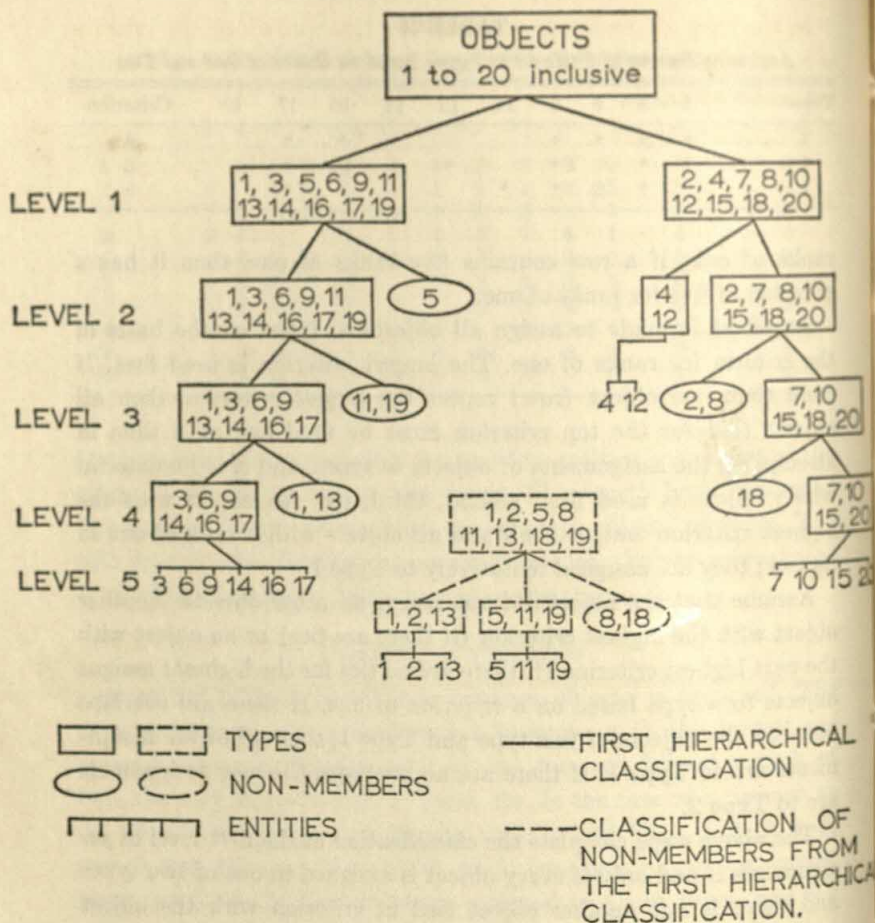 OBJECTS
1 to 20 inclusive
LEVEL 1
1, 3, 5, 6, 9, 11
13, 14, 16, 17, 19
2, 4, 7, 8, 10
12, 15, 18, 20
LEVEL 2
1, 3, 6, 9, 11
13, 14, 16, 17, 19
5
4
12
2, 7, 8, 10
15, 18, 20
LEVEL 3
1, 3, 6, 9
13, 14, 16, 17
11, 19
4 12
2, 8
7, 10
15, 18, 20
LEVEL 4
3, 6, 9
14, 16, 17
1, 13
1, 2, 5, 8
11, 13, 18, 19
18
7, 10
15, 20
LEVEL 5
3 6 9 14 16 17
7 10 15 20
1, 2, 13
5, 11, 19
8, 18
1 2 13
5 11 19
TYPES
NON-MEMBERS
ENTITIES
FIRST HIERARCHICAL
CLASSIFICATION
CLASSIFICATION OF
NON-MEMBERS FROM
THE FIRST HIERARCHICA
CLASSIFICATION.